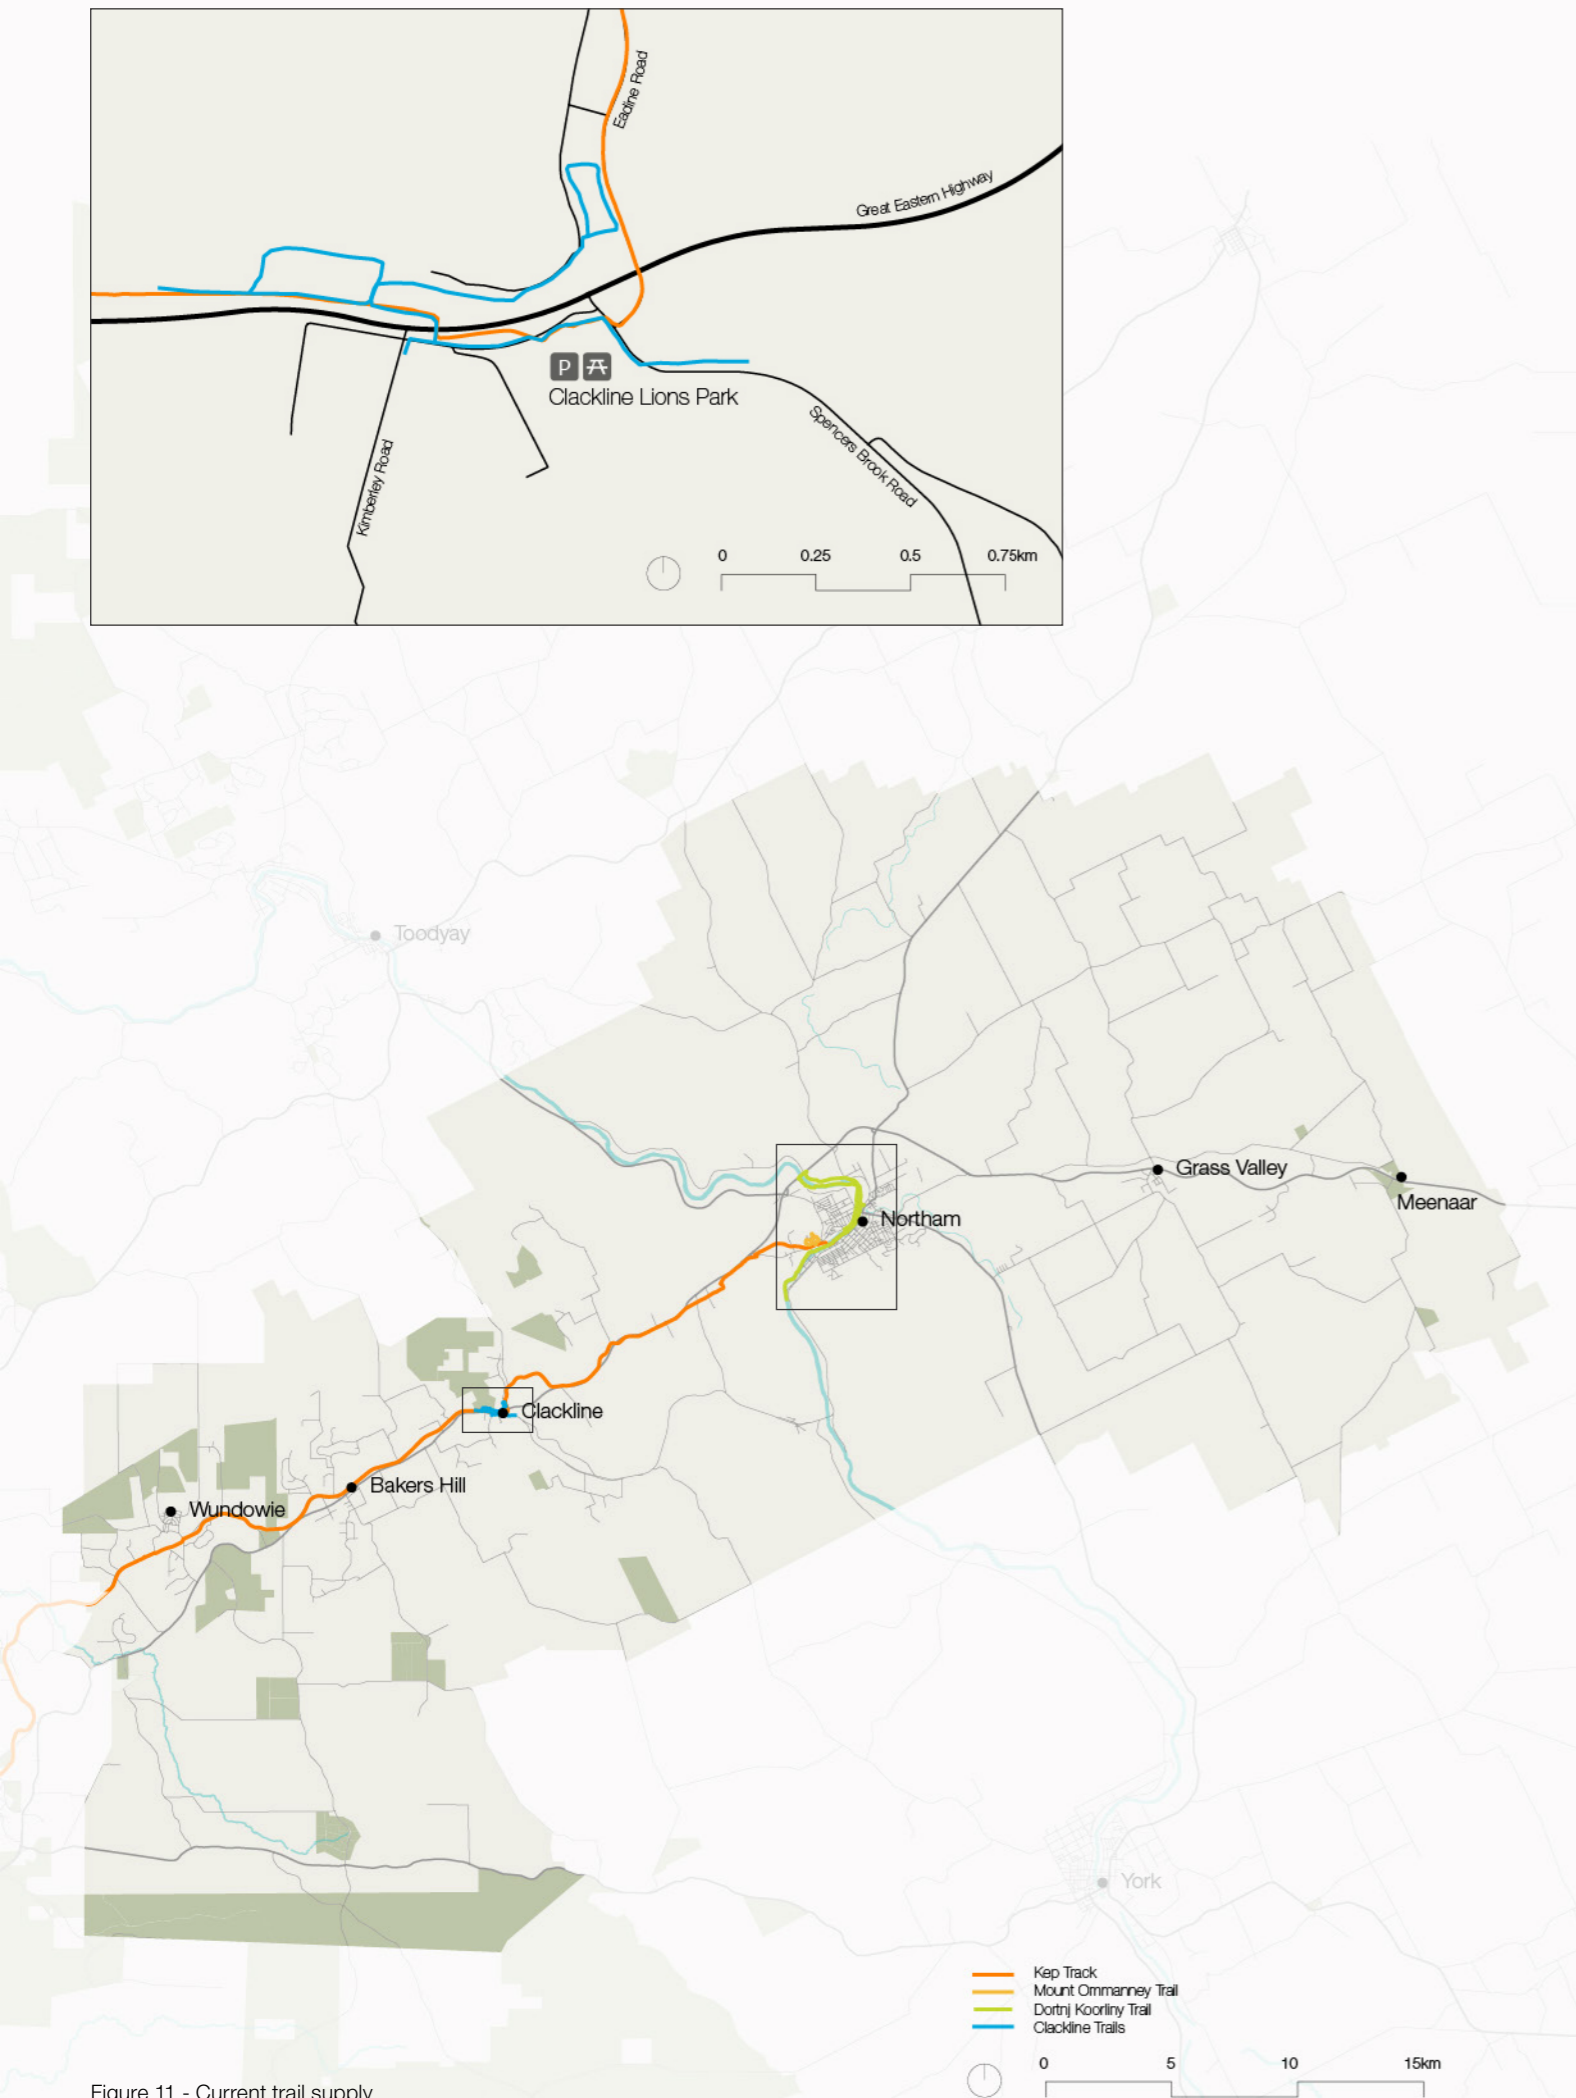 Eadine Road
Great Eastern Highway
P
Clackline Lions Park
Spencers Brook Road
Kimberley Road
0 0.25 0.5 0.75km
Toodyay
Grass Valley
Meenaar
Northam
Clackline
Bakers Hill
Wundowie
York
Kep Track
Mount Ommanney Trail
Dortnj Koorliny Trail
Clackline Trails
0 5 10 15km
Figure 11 - Current trail supply